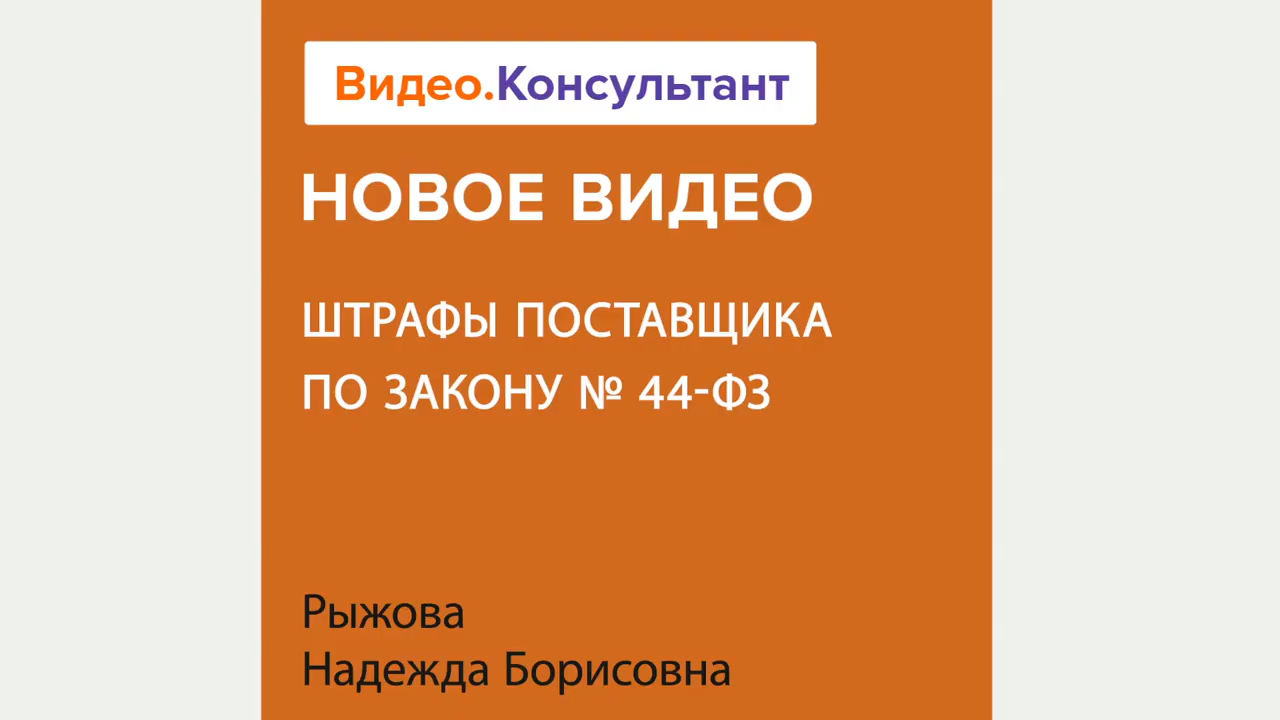 Видео.Консультант
НОВОЕ ВИДЕО
ШТРАФЫ ПОСТАВЩИКА
ПО ЗАКОНУ № 44-ФЗ
Рыжова
Надежда Борисовна